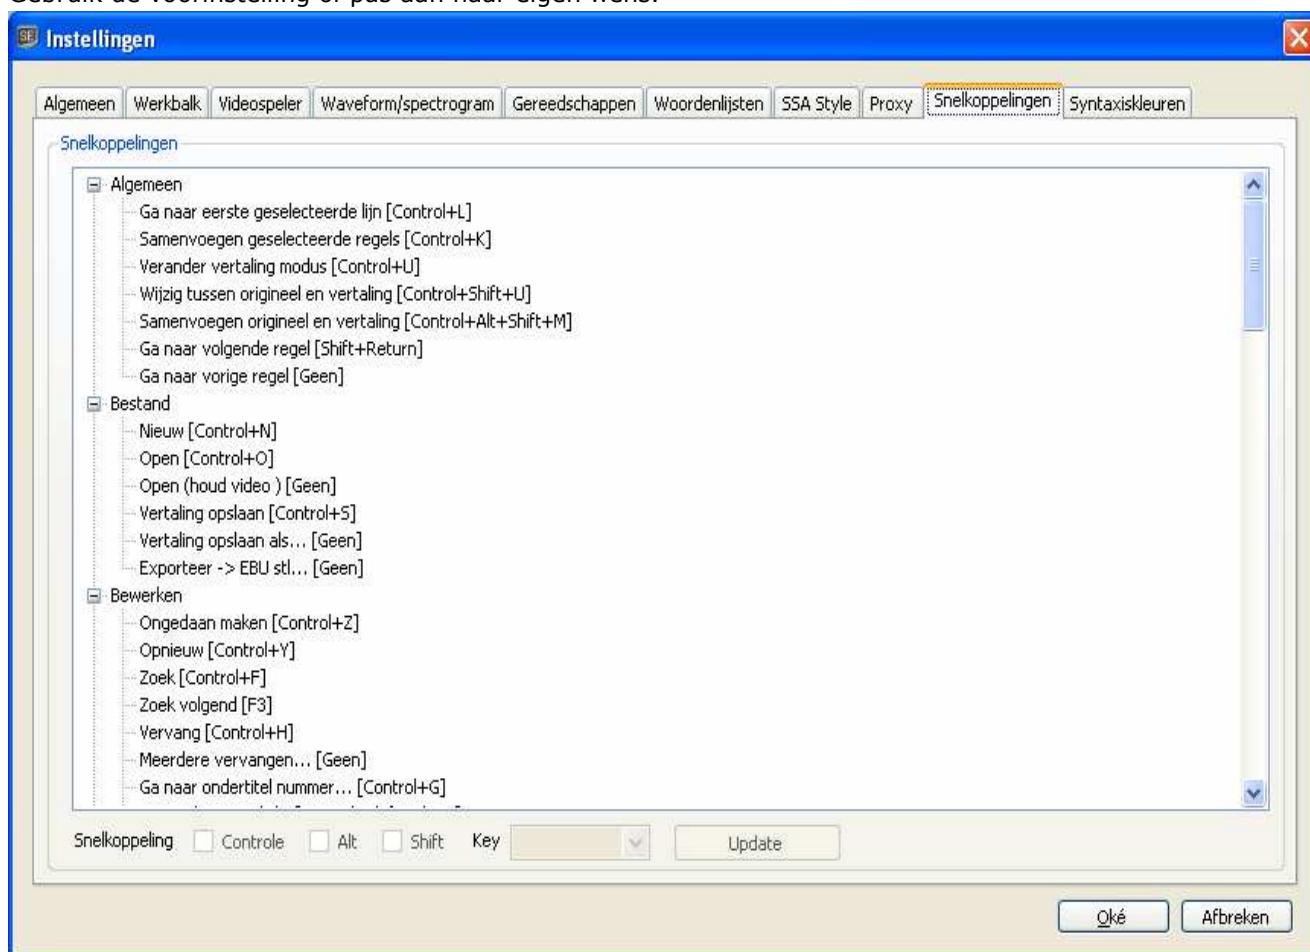 Gebruik de voorinstelling of pas aan naar eigen wens.
SE Instellingen
Algemeen Werkbalk Videospeler Waveform/spectrogram Gereedschappen Woordenlijsten SSA Style Proxy Snelkoppelingen Syntaxiskleuren
Snelkoppelingen
Algemeen
Ga naar eerste geselecteerde lijn [Control+L]
Samenvoegen geselecteerde regels [Control+K]
Verander vertaling modus [Control+U]
Wijzig tussen origineel en vertaling [Control+Shift+U]
Samenvoegen origineel en vertaling [Control+Alt+Shift+M]
Ga naar volgende regel [Shift+Return]
Ga naar vorige regel [Geen]
Bestand
Nieuw [Control+N]
Open [Control+O]
Open (houd video ) [Geen]
Vertaling opslaan [Control+S]
Vertaling opslaan als... [Geen]
Exporteer -> EBU stl... [Geen]
Bewerken
Ongedaan maken [Control+Z]
Opnieuw [Control+Y]
Zoek [Control+F]
Zoek volgend [F3]
Vervang [Control+H]
Meerdere vervangen... [Geen]
Ga naar ondertitel nummer... [Control+G]
Snelkoppeling Controle Alt Shift Key Update
Oké Afbreken